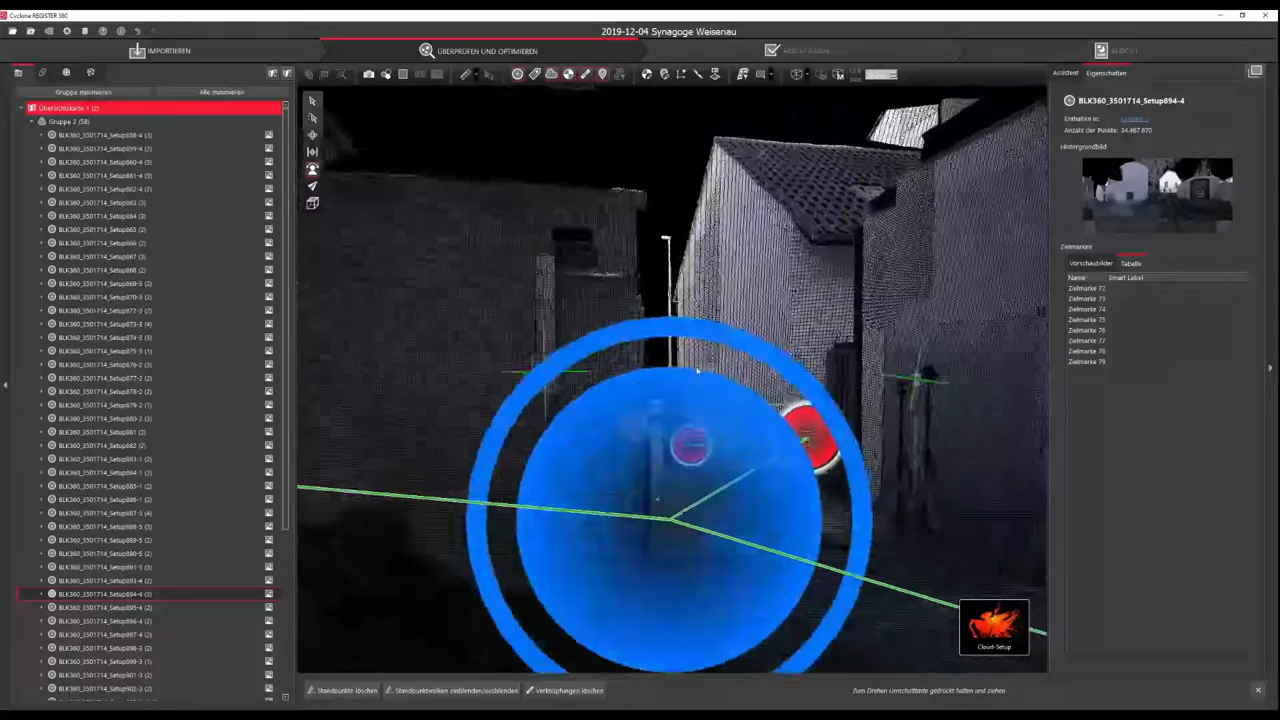 Cyclone REGISTER 360
2019-12-04 Synagoge Weisenau
IMPORTIEREN
ÜBERPRÜFEN UND OPTIMIEREN
ABSCHLIESSEN
BERICHT
Gruppe minimieren
Alle minimieren
Übersichtskarte 1 (2)
Gruppe 2 (58)
BLK360_3501714_Setup858-4 (3)
BLK360_3501714_Setup859-4 (2)
BLK360_3501714_Setup860-4 (3)
BLK360_3501714_Setup861-4 (3)
BLK360_3501714_Setup862-4 (2)
BLK360_3501714_Setup863 (3)
BLK360_3501714_Setup864 (3)
BLK360_3501714_Setup865 (2)
BLK360_3501714_Setup866 (2)
BLK360_3501714_Setup867 (3)
BLK360_3501714_Setup868 (2)
BLK360_3501714_Setup869-3 (2)
BLK360_3501714_Setup870-3 (2)
BLK360_3501714_Setup872-3 (2)
BLK360_3501714_Setup873-3 (4)
BLK360_3501714_Setup874-3 (3)
BLK360_3501714_Setup875-3 (1)
BLK360_3501714_Setup876-2 (3)
BLK360_3501714_Setup877-2 (2)
BLK360_3501714_Setup878-2 (2)
BLK360_3501714_Setup879-2 (1)
BLK360_3501714_Setup880-2 (3)
BLK360_3501714_Setup881 (2)
BLK360_3501714_Setup882 (2)
BLK360_3501714_Setup883-1 (2)
BLK360_3501714_Setup884-1 (2)
BLK360_3501714_Setup885-1 (2)
BLK360_3501714_Setup886-1 (2)
BLK360_3501714_Setup887-5 (4)
BLK360_3501714_Setup888-5 (3)
BLK360_3501714_Setup889-5 (2)
BLK360_3501714_Setup890-5 (2)
BLK360_3501714_Setup891-5 (3)
BLK360_3501714_Setup893-4 (2)
BLK360_3501714_Setup894-4 (3)
BLK360_3501714_Setup895-4 (2)
BLK360_3501714_Setup896-4 (2)
BLK360_3501714_Setup897-4 (2)
BLK360_3501714_Setup898-3 (2)
BLK360_3501714_Setup899-3 (1)
BLK360_3501714_Setup901-3 (2)
BLK360_3501714_Setup902-3 (2)
Cloud-Setup
Standpunkte löschen
Standpunktwolken einblenden/ausblenden
Verknüpfungen löschen
Zum Drehen Umschalttaste gedrückt halten und ziehen
Assistent
Eigenschaften
BLK360_3501714_Setup894-4
Enthalten in:
Anzahl der Punkte: 34.467.870
Hintergrundbild
Zielmarken
Vorschaubilder
Tabelle
Name
Smart Label
Zielmarke 72
Zielmarke 73
Zielmarke 74
Zielmarke 75
Zielmarke 76
Zielmarke 77
Zielmarke 78
Zielmarke 79